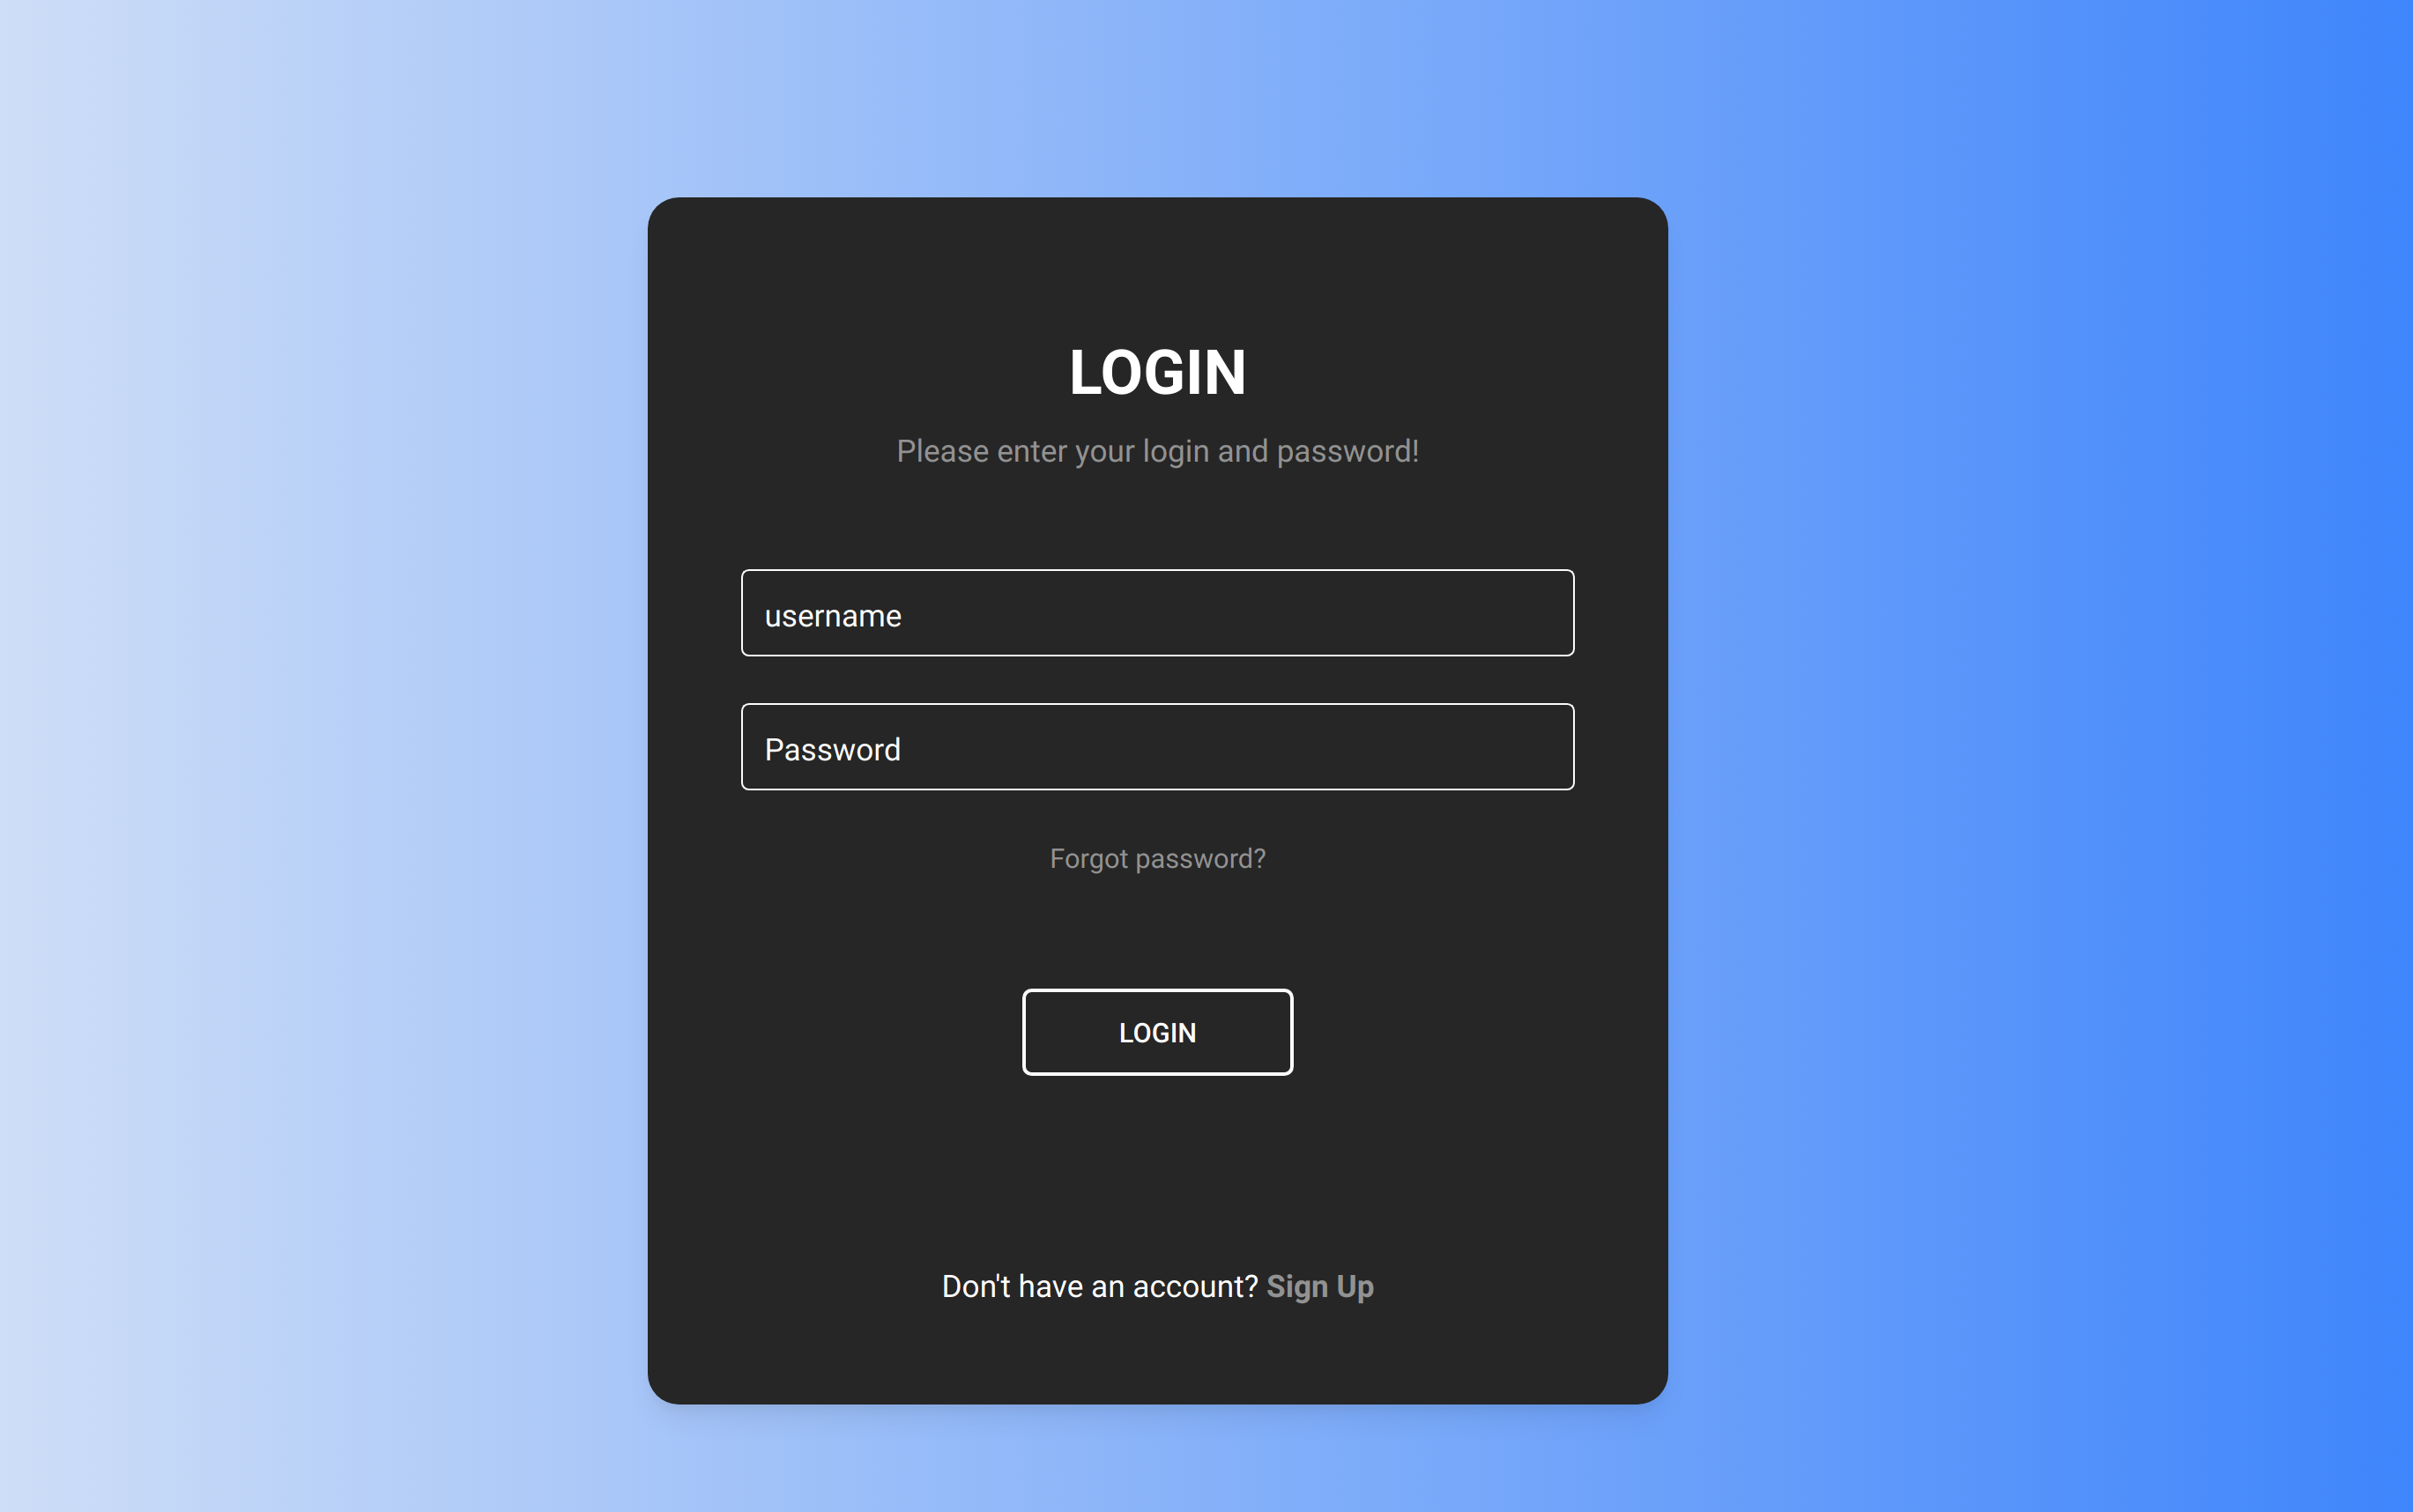 LOGIN
Please enter your login and password!
username
Password
Forgot password?
LOGIN
Don't have an account? Sign Up